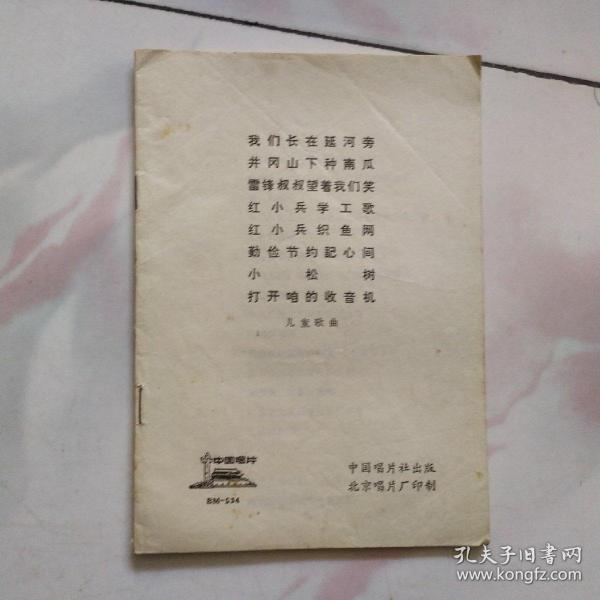 我们长在延河旁
井冈山下种南瓜
雷锋叔叔望着我们笑
红小兵学工歌
红小兵织鱼网
勤俭节约記心间
小松树
打开咱的收音机
儿童歌曲
中国唱片
BM-534
中国唱片社出版
北京唱片厂印制
孔夫子旧书网
www.kongfz.com